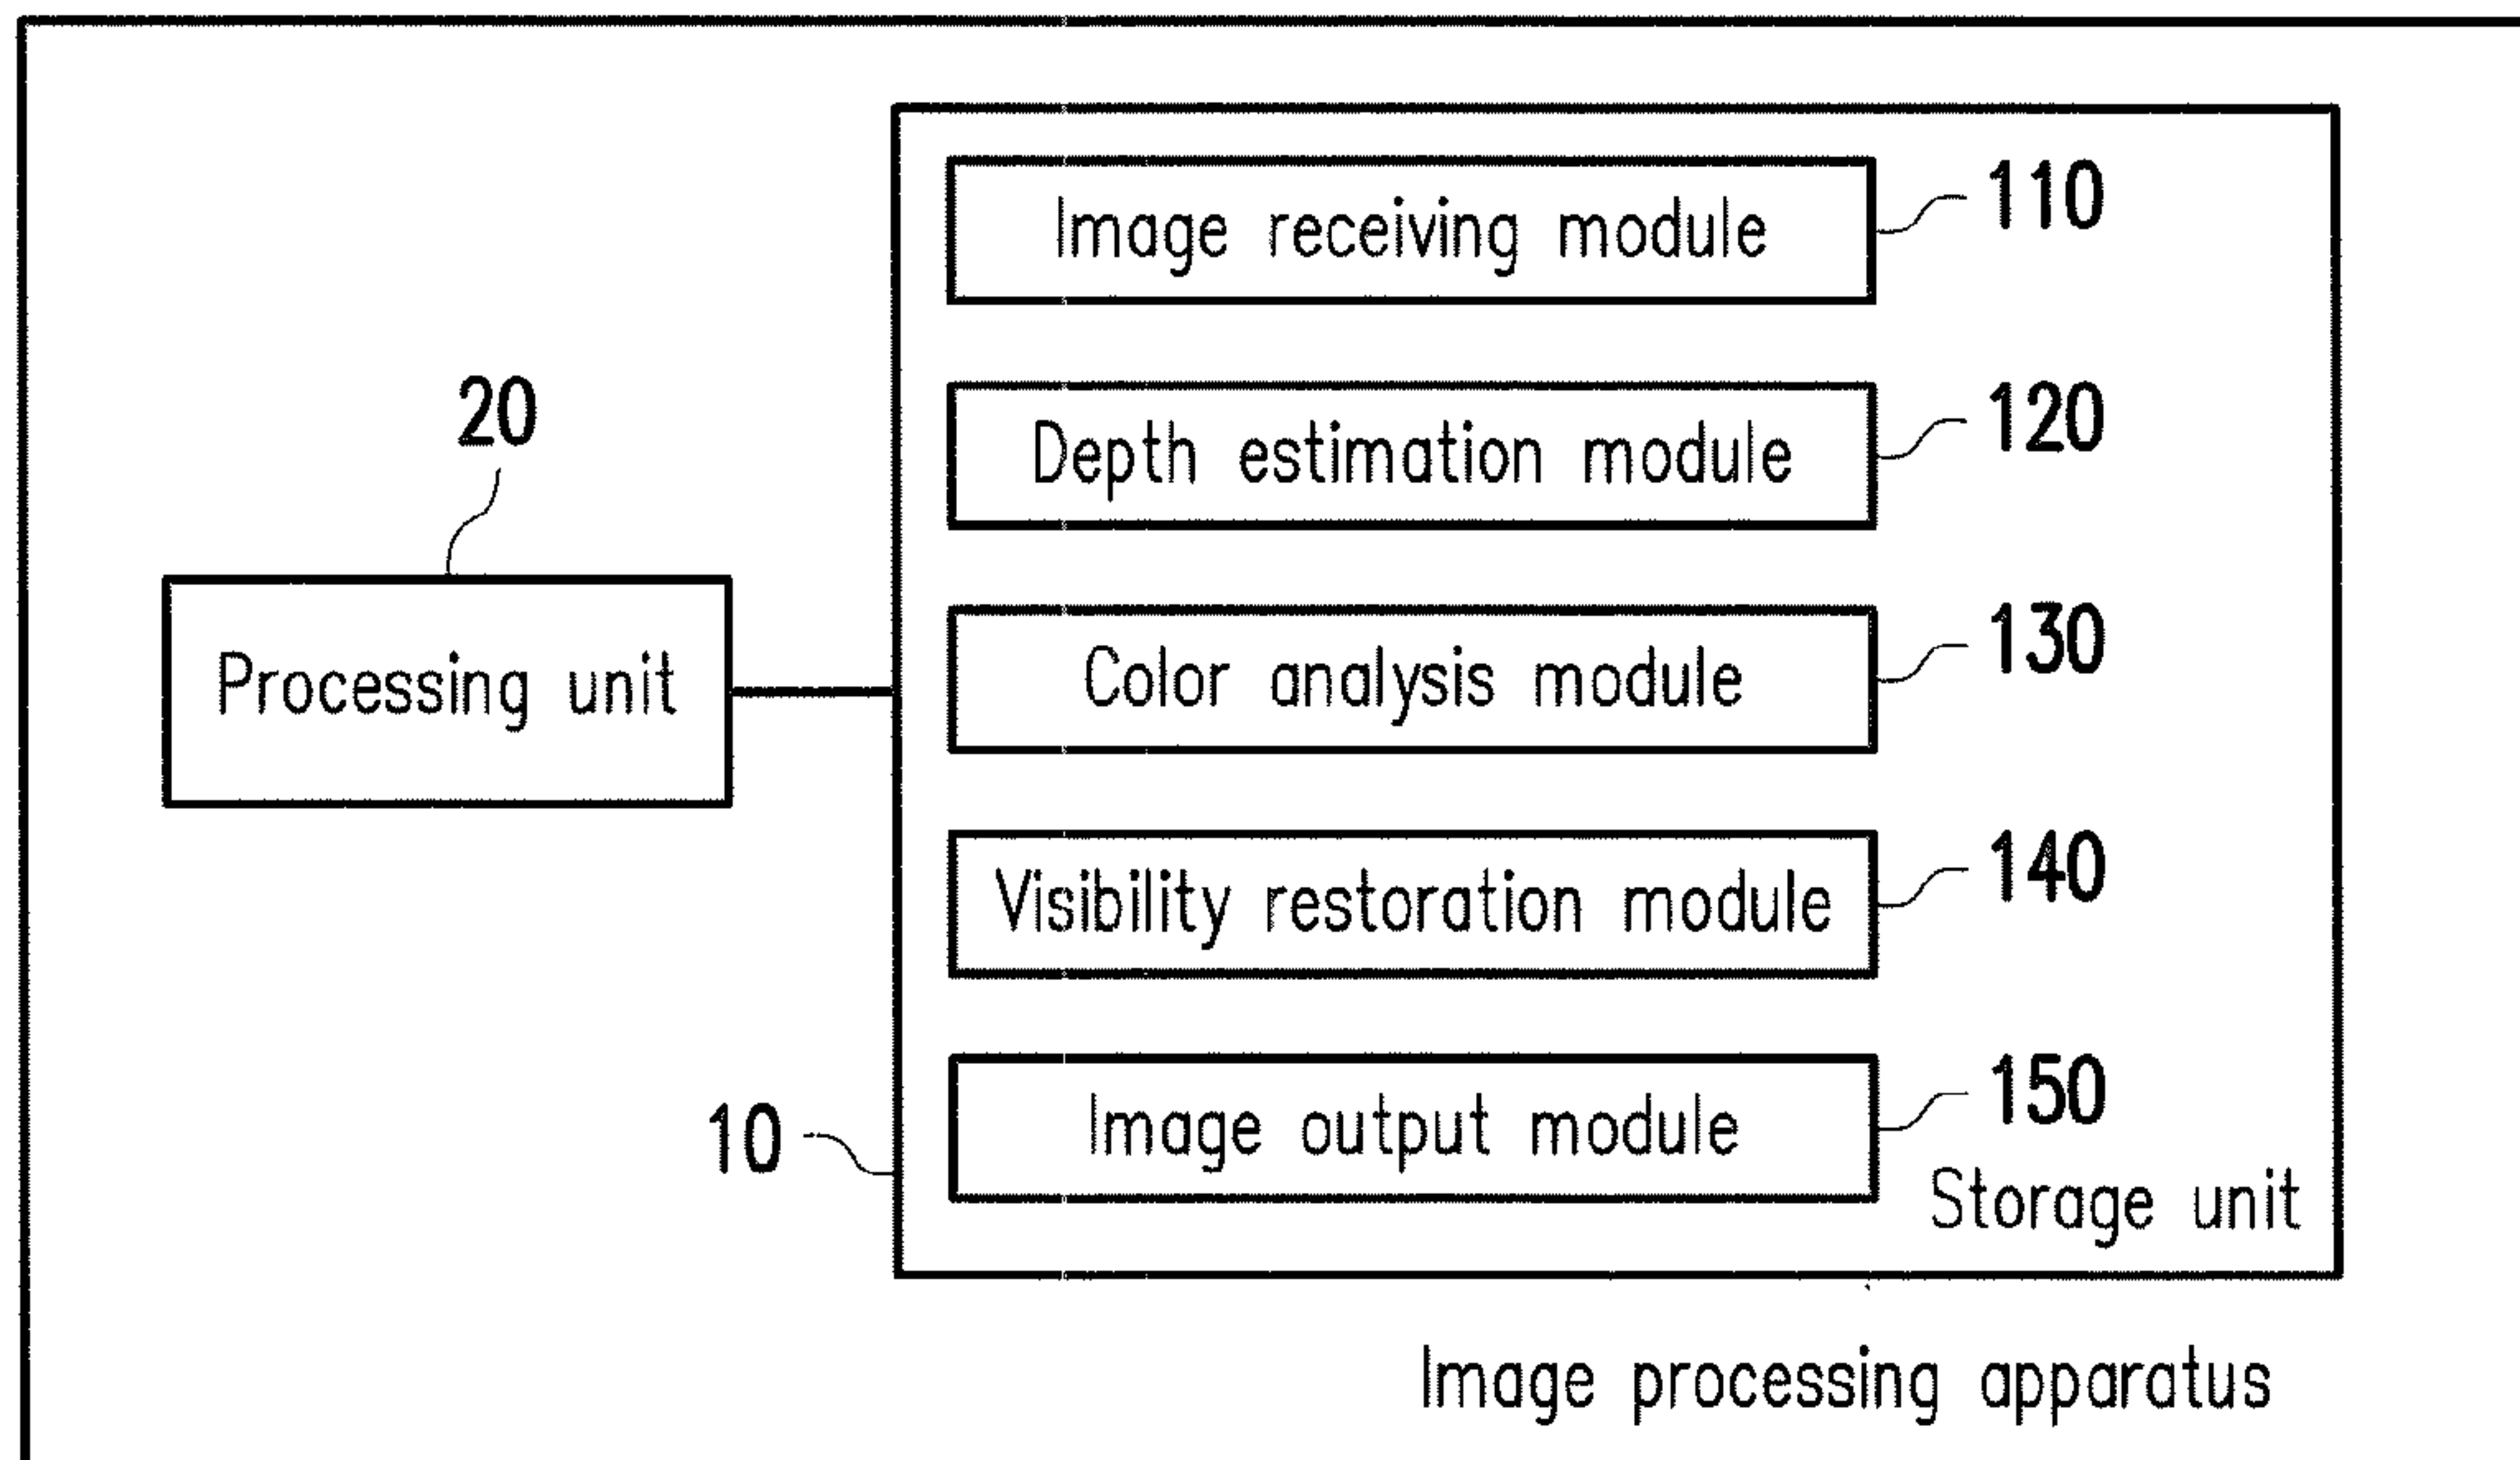 Image receiving module
110
20
Depth estimation module
120
Processing unit
Color analysis module
130
Visibility restoration module
140
10
Image output module
150
Storage unit
Image processing apparatus